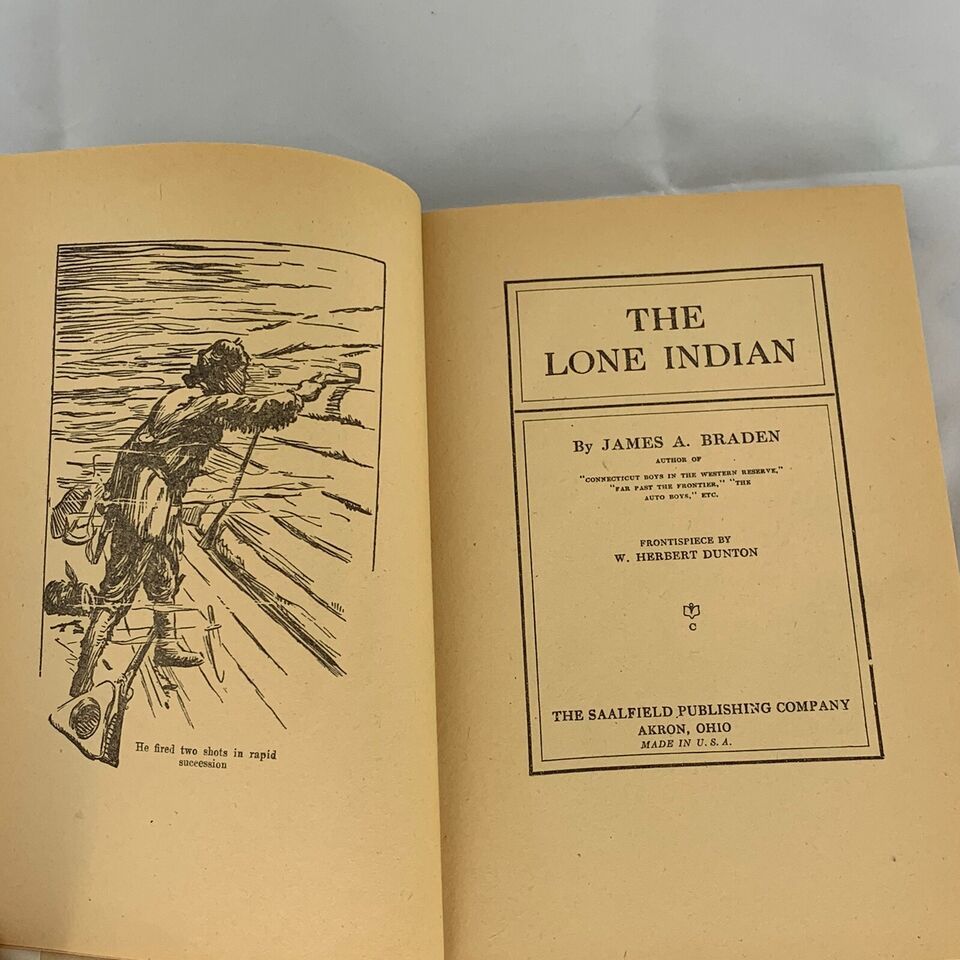 He fired two shots in rapid
succession
THE
LONE INDIAN
By JAMES A. BRADEN
AUTHOR OF
"CONNECTICUT BOYS IN THE WESTERN RESERVE,"
"FAR PAST THE FRONTIER," "THE
AUTO BOYS," ETC.
FRONTISPIECE BY
W. HERBERT DUNTON
C
THE SAALFIELD PUBLISHING COMPANY
AKRON, OHIO
MADE IN U.S.A.